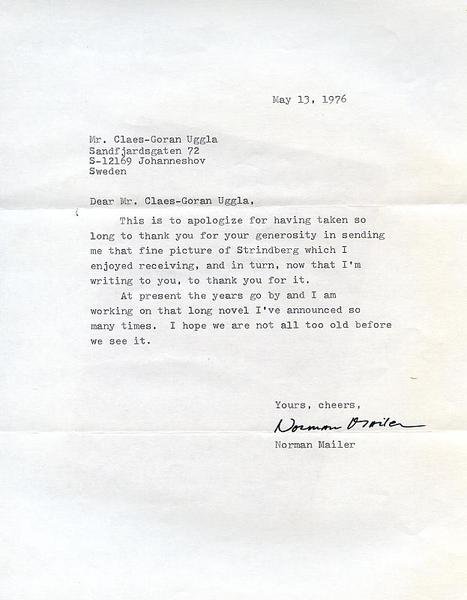 May 13, 1976
Mr. Claes-Goran Uggla
Sandfjardsgaten 72
S-12169 Johanneshov
Sweden
Dear Mr. Claes-Goran Uggla,
This is to apologize for having taken so
long to thank you for your generosity in sending
me that fine picture of Strindberg which I
enjoyed receiving, and in turn, now that I'm
writing to you, to thank you for it.
At present the years go by and I am
working on that long novel I've announced so
many times.  I hope we are not all too old before
we see it.
Yours, cheers,
Norman Mailer
Norman Mailer